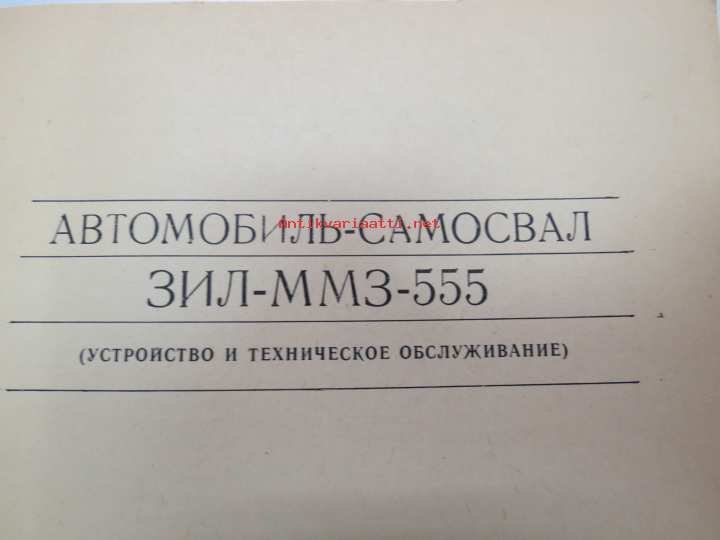 antikvariaatti.net
АВТОМОБИЛЬ-САМОСВАЛ
ЗИЛ-ММЗ-555
(УСТРОЙСТВО И ТЕХНИЧЕСКОЕ ОБСЛУЖИВАНИЕ)